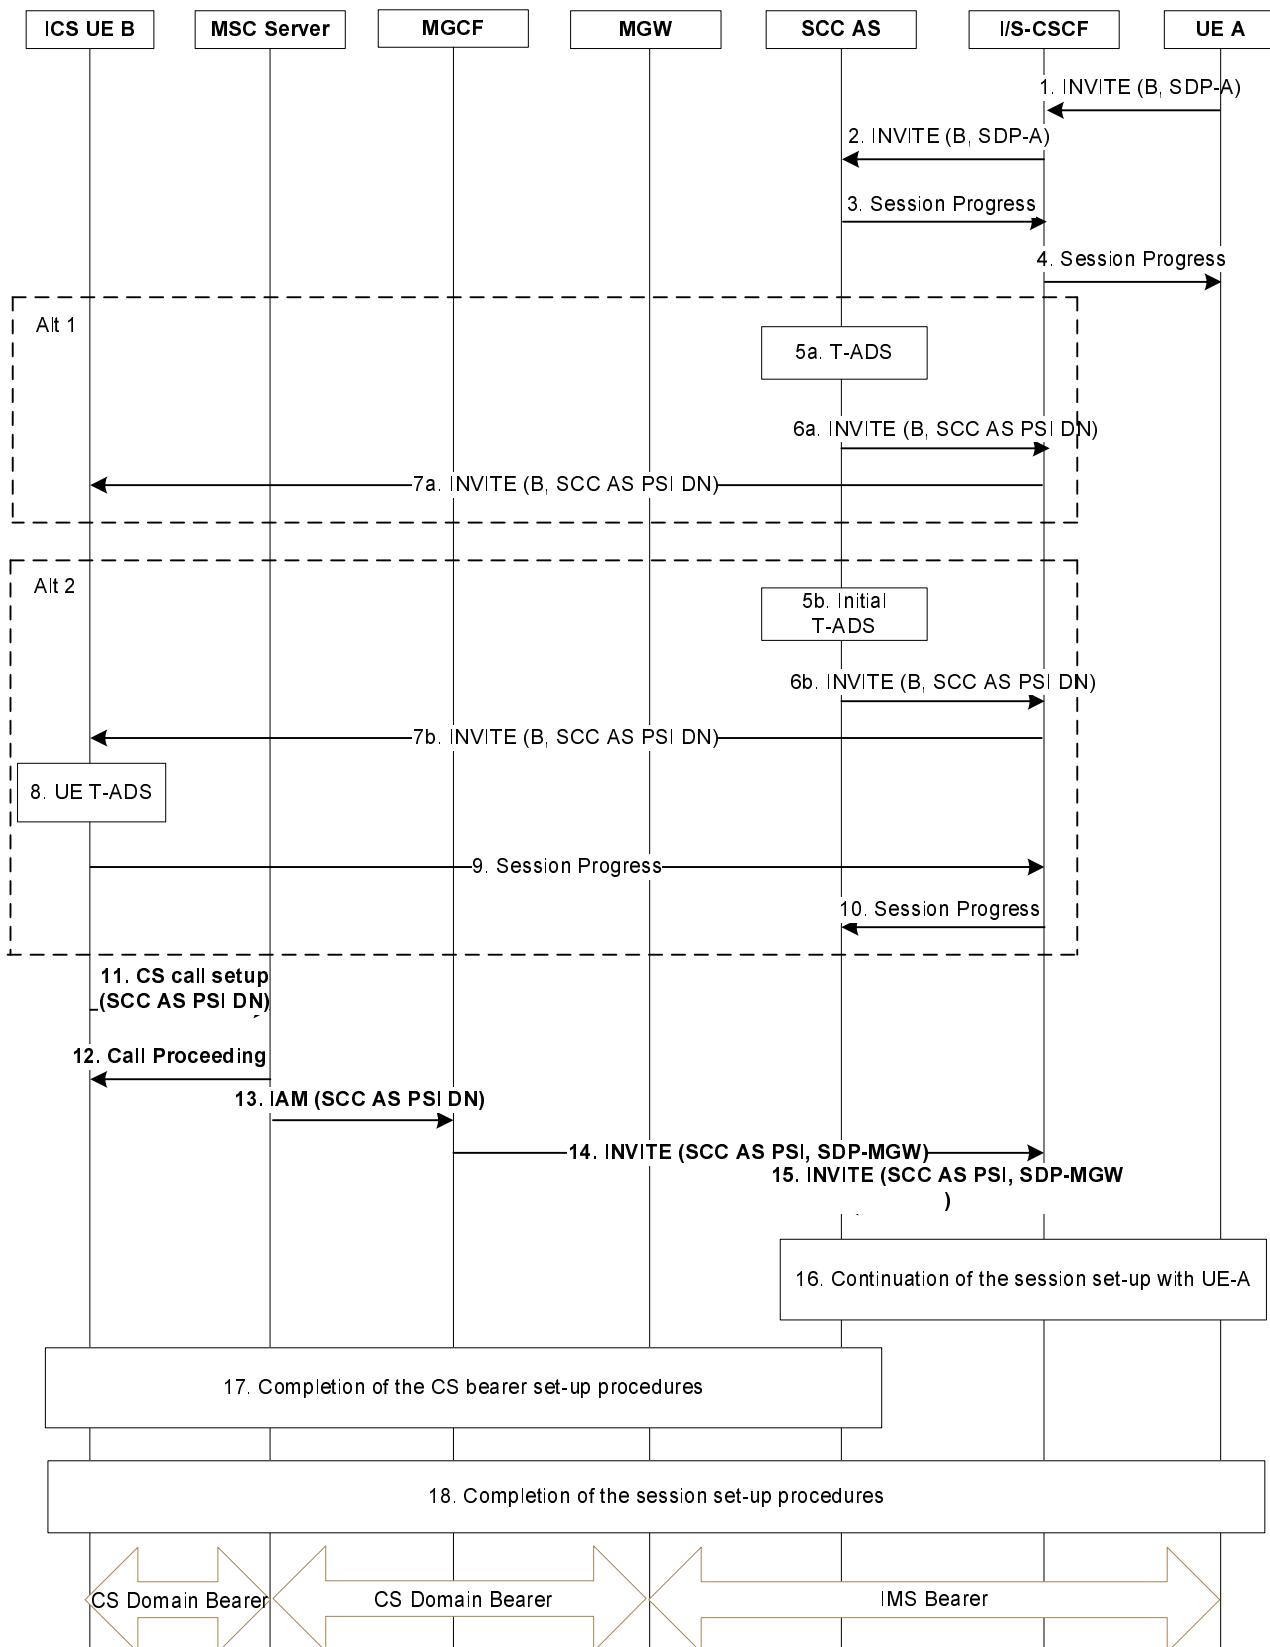 ICS UE B
MSC Server
MGCF
MGW
SCC AS
I/S-CSCF
UE A
1. INVITE (B, SDP-A)
2. INVITE (B, SDP-A)
3. Session Progress
4. Session Progress
Alt 1
5a. T-ADS
6a. INVITE (B, SCC AS PSI DN)
7a. INVITE (B, SCC AS PSI DN)
Alt 2
5b. Initial
T-ADS
6b. INVITE (B, SCC AS PSI DN)
7b. INVITE (B, SCC AS PSI DN)
8. UE T-ADS
9. Session Progress
10. Session Progress
11. CS call setup
(SCC AS PSI DN)
12. Call Proceeding
13. IAM (SCC AS PSI DN)
14. INVITE (SCC AS PSI, SDP-MGW)
15. INVITE (SCC AS PSI, SDP-MGW
)
16. Continuation of the session set-up with UE-A
17. Completion of the CS bearer set-up procedures
18. Completion of the session set-up procedures
CS Domain Bearer
CS Domain Bearer
IMS Bearer